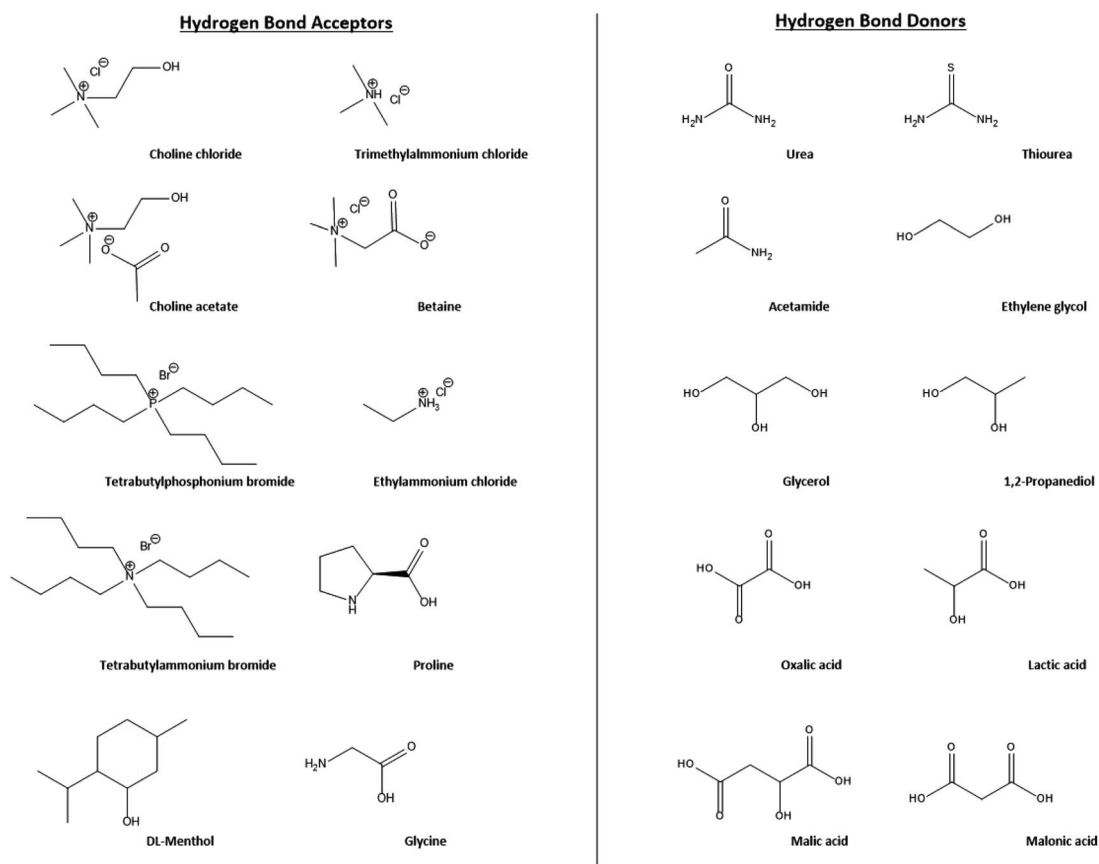 Hydrogen Bond Acceptors
Cl⊖ OH
N⊕
Choline chloride
⊕
NH Cl⊖
Trimethylalmmonium chloride
OH
N⊕
⊖O O
Choline acetate
Cl⊖ O
N⊕ O⊖
Betaine
Br⊖
P⊕
Tetrabutylphosphonium bromide
⊕ Cl⊖
NH3
Ethylammonium chloride
Br⊖
N⊕
Tetrabutylammonium bromide
O
N
H
OH
Proline
OH
DL-Menthol
H2N O
OH
Glycine
Hydrogen Bond Donors
O
H2N NH2
Urea
S
H2N NH2
Thiourea
O
NH2
Acetamide
HO OH
Ethylene glycol
HO OH
OH
Glycerol
HO
OH
1,2-Propanediol
O
HO OH
O
Oxalic acid
O
OH
OH
Lactic acid
O
HO OH
O OH
Malic acid
O O
HO OH
Malonic acid